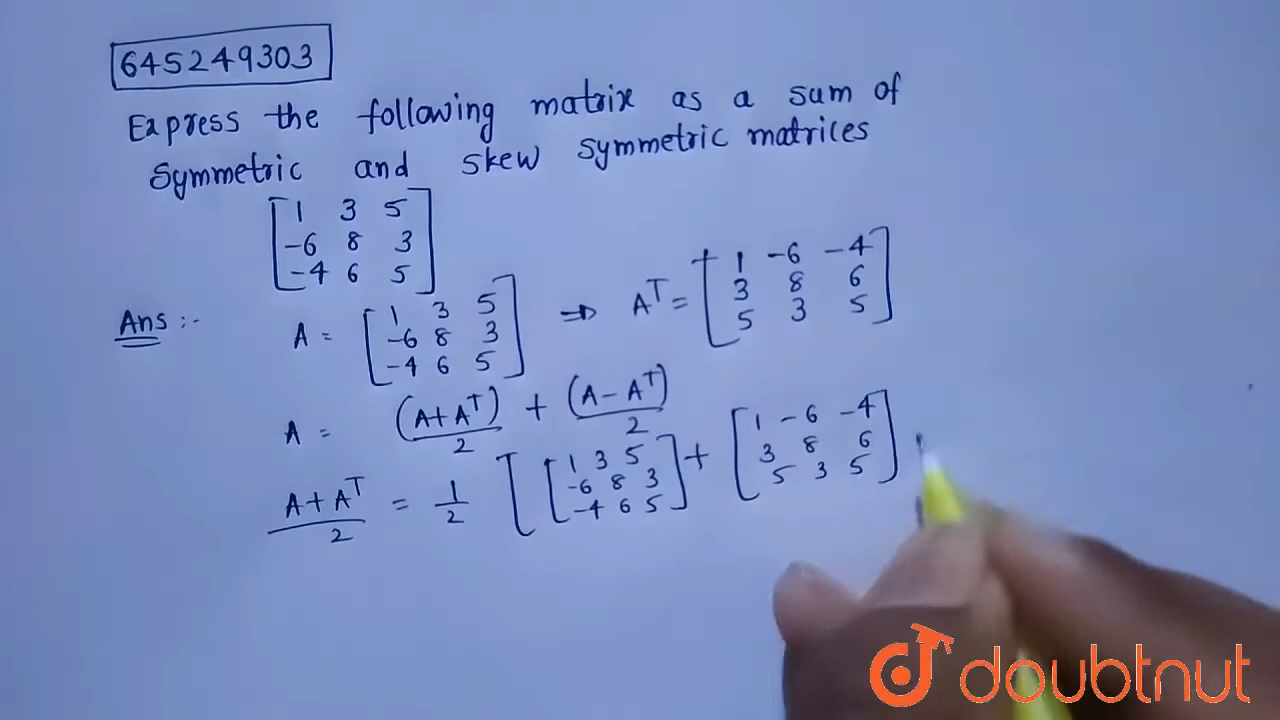 645249303
Express the following matrix as a sum of
Symmetric and skew symmetric matrices
[1 3 5
-6 8 3
-4 6 5]
Ans :- A = [1 3 5
-6 8 3
-4 6 5] ⇒ A^T = [1 -6 -4
3 8 6
5 3 5]
A = (A+A^T)/2 + (A-A^T)/2
A+A^T/2 = 1/2 [[1 3 5
-6 8 3
-4 6 5] + [1 -6 -4
3 8 6
5 3 5]
doubtnut